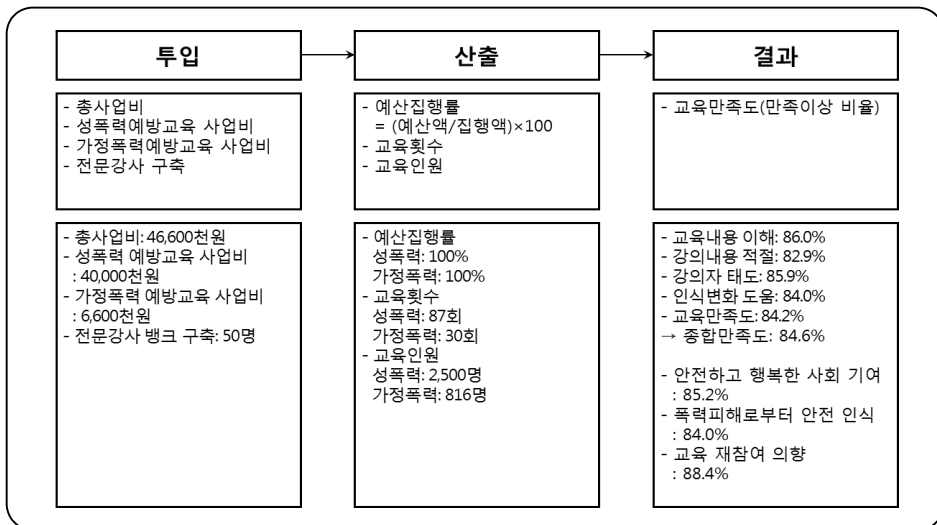 투입
산출
결과
- 총사업비
- 성폭력예방교육 사업비
- 가정폭력예방교육 사업비
- 전문강사 구축
- 예산집행률
= (예산액/집행액)×100
- 교육횟수
- 교육인원
- 교육만족도(만족이상 비율)
- 총사업비: 46,600천원
- 성폭력 예방교육 사업비
: 40,000천원
- 가정폭력 예방교육 사업비
: 6,600천원
- 전문강사 뱅크 구축: 50명
- 예산집행률
성폭력: 100%
가정폭력: 100%
- 교육횟수
성폭력: 87회
가정폭력: 30회
- 교육인원
성폭력: 2,500명
가정폭력: 816명
- 교육내용 이해: 86.0%
- 강의내용 적절: 82.9%
- 강의자 태도: 85.9%
- 인식변화 도움: 84.0%
- 교육만족도: 84.2%
→ 종합만족도: 84.6%
- 안전하고 행복한 사회 기여
: 85.2%
- 폭력피해로부터 안전 인식
: 84.0%
- 교육 재참여 의향
: 88.4%